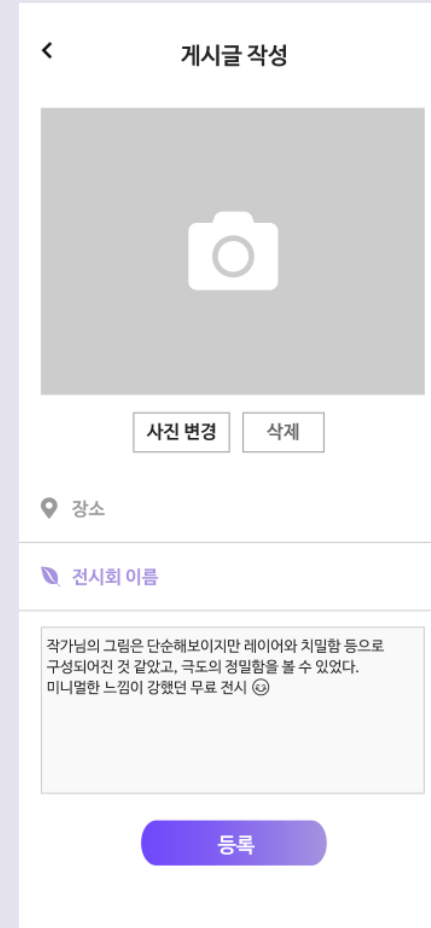 게시글 작성
사진 변경
삭제
장소
전시회 이름
작가님의 그림은 단순해보이지만 레이어와 치밀함 등으로
구성되어진 것 같았고, 극도의 정밀함을 볼 수 있었다.
미니멀한 느낌이 강했던 무료 전시 ☺
등록